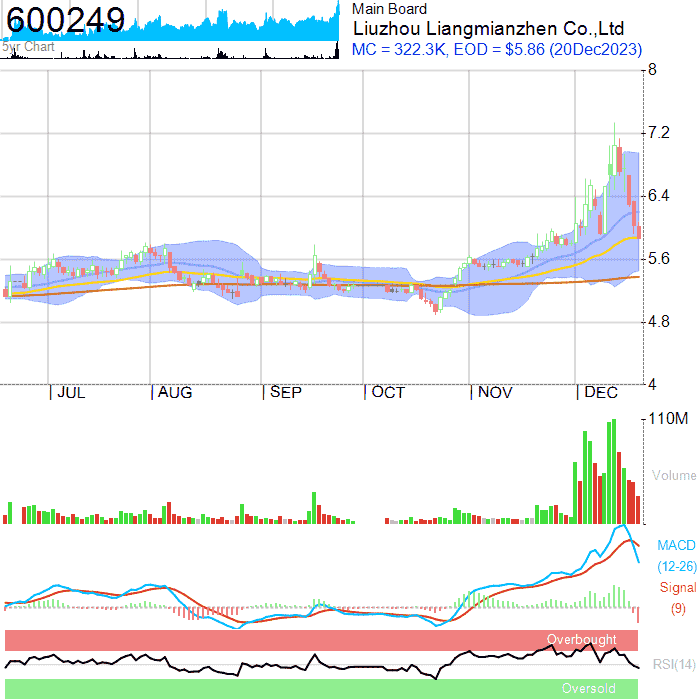 600249
5yr Chart
Main Board
Liuzhou Liangmianzhen Co.,Ltd
MC = 322.3K, EOD = $5.86 (20Dec2023)
8
7.2
6.4
5.6
4.8
4
JUL AUG SEP OCT NOV DEC
110M
Volume
MACD
(12-26)
Signal
(9)
Overbought
RSI(14)
Oversold